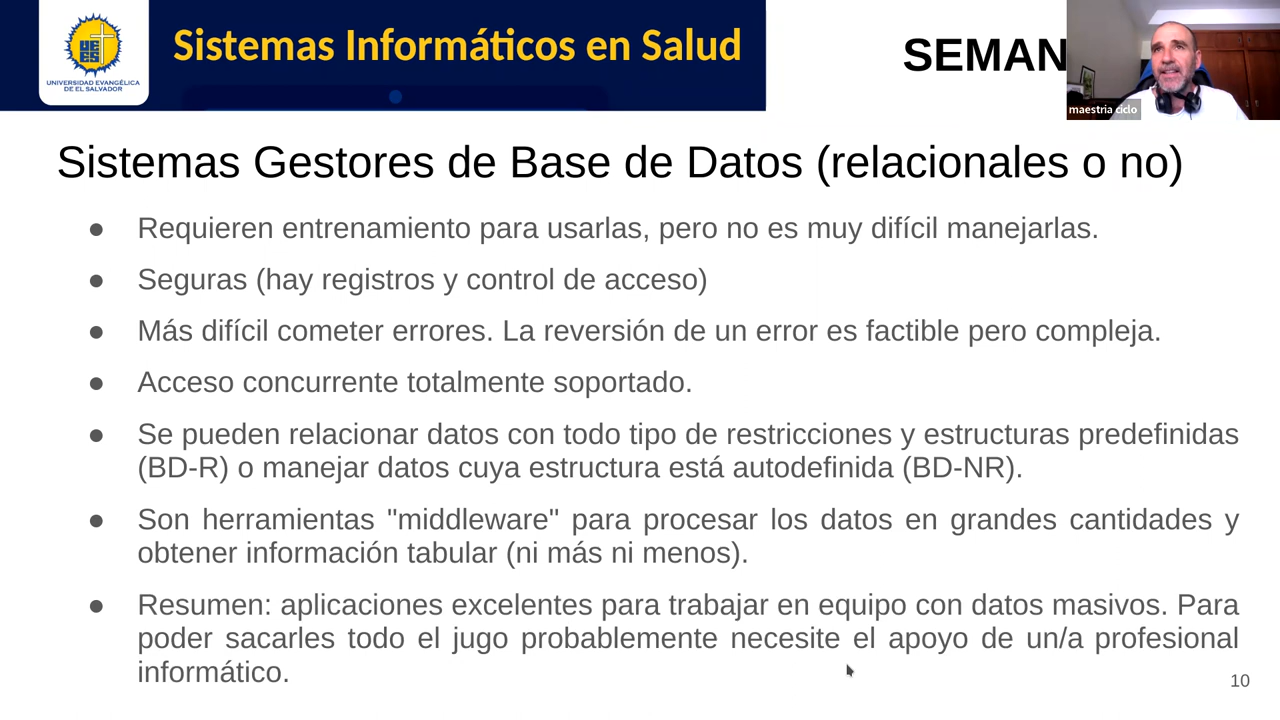 Sistemas Informáticos en Salud
UNIVERSIDAD EVANGÉLICA
DE EL SALVADOR
SEMAN
maestria ciclo
Sistemas Gestores de Base de Datos (relacionales o no)
● Requieren entrenamiento para usarlas, pero no es muy difícil manejarlas.
● Seguras (hay registros y control de acceso)
● Más difícil cometer errores. La reversión de un error es factible pero compleja.
● Acceso concurrente totalmente soportado.
● Se pueden relacionar datos con todo tipo de restricciones y estructuras predefinidas
(BD-R) o manejar datos cuya estructura está autodefinida (BD-NR).
● Son herramientas "middleware" para procesar los datos en grandes cantidades y
obtener información tabular (ni más ni menos).
● Resumen: aplicaciones excelentes para trabajar en equipo con datos masivos. Para
poder sacarles todo el jugo probablemente necesite el apoyo de un/a profesional
informático.
10